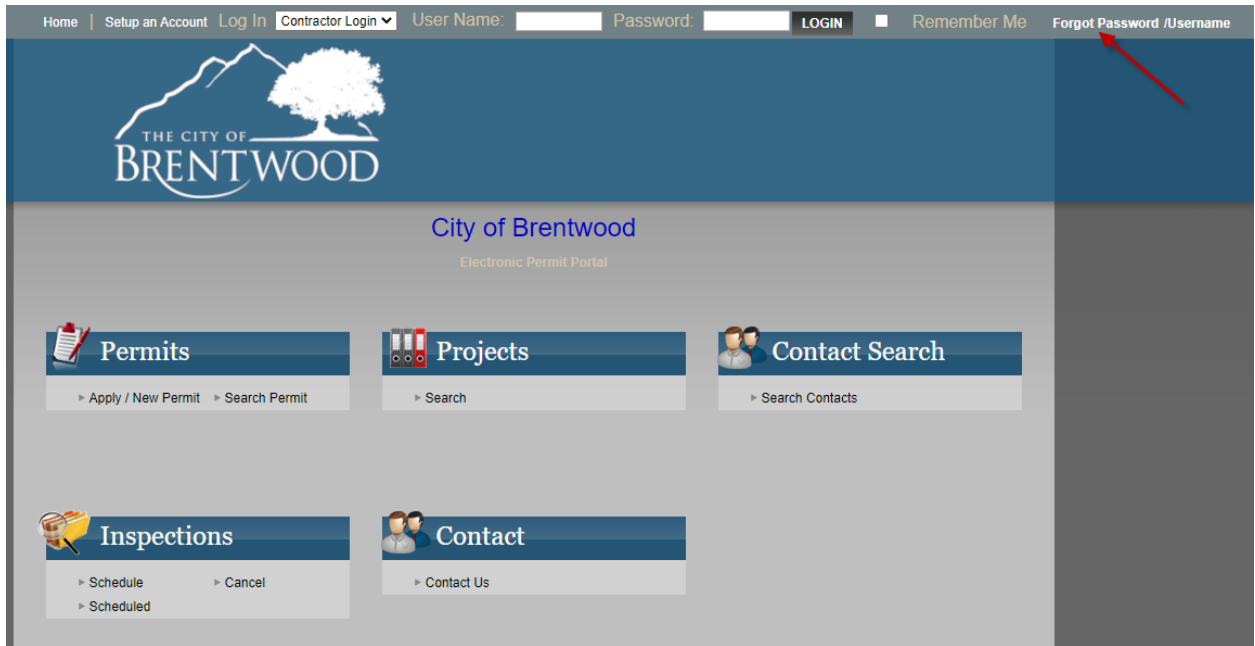 Home | Setup an Account Log In Contractor Login User Name: Password: LOGIN Remember Me Forgot Password /Username
THE CITY OF
BRENTWOOD
City of Brentwood
Electronic Permit Portal
Permits
Apply / New Permit Search Permit
Projects
Search
Contact Search
Search Contacts
Inspections
Schedule Cancel
Scheduled
Contact
Contact Us